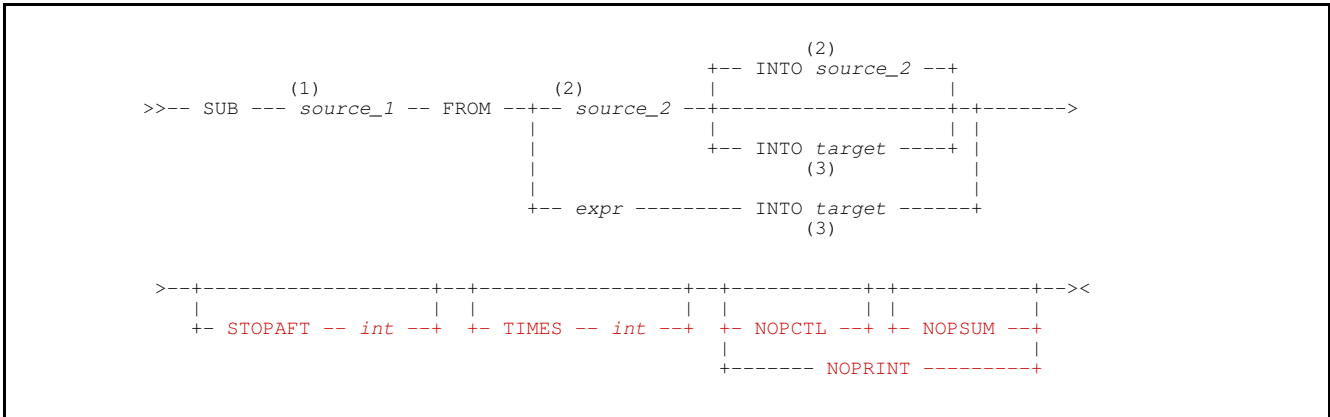 (2)
+-- INTO source_2 --+
(1) (2) | |
>>-- SUB --- source_1 -- FROM --+-- source_2 --+-------------------+--+------->
| | | |
| +-- INTO target ----+ |
| (3) |
| |
+-- expr --------- INTO target ------+
(3)
>--+-------------------+--+-----------------+--+-----------+-+-----------+--><
| | | | | | | |
+- STOPAFT -- int --+ +- TIMES -- int --+ +- NOPCTL --+ +- NOPSUM --+
| |
+------- NOPRINT ---------+